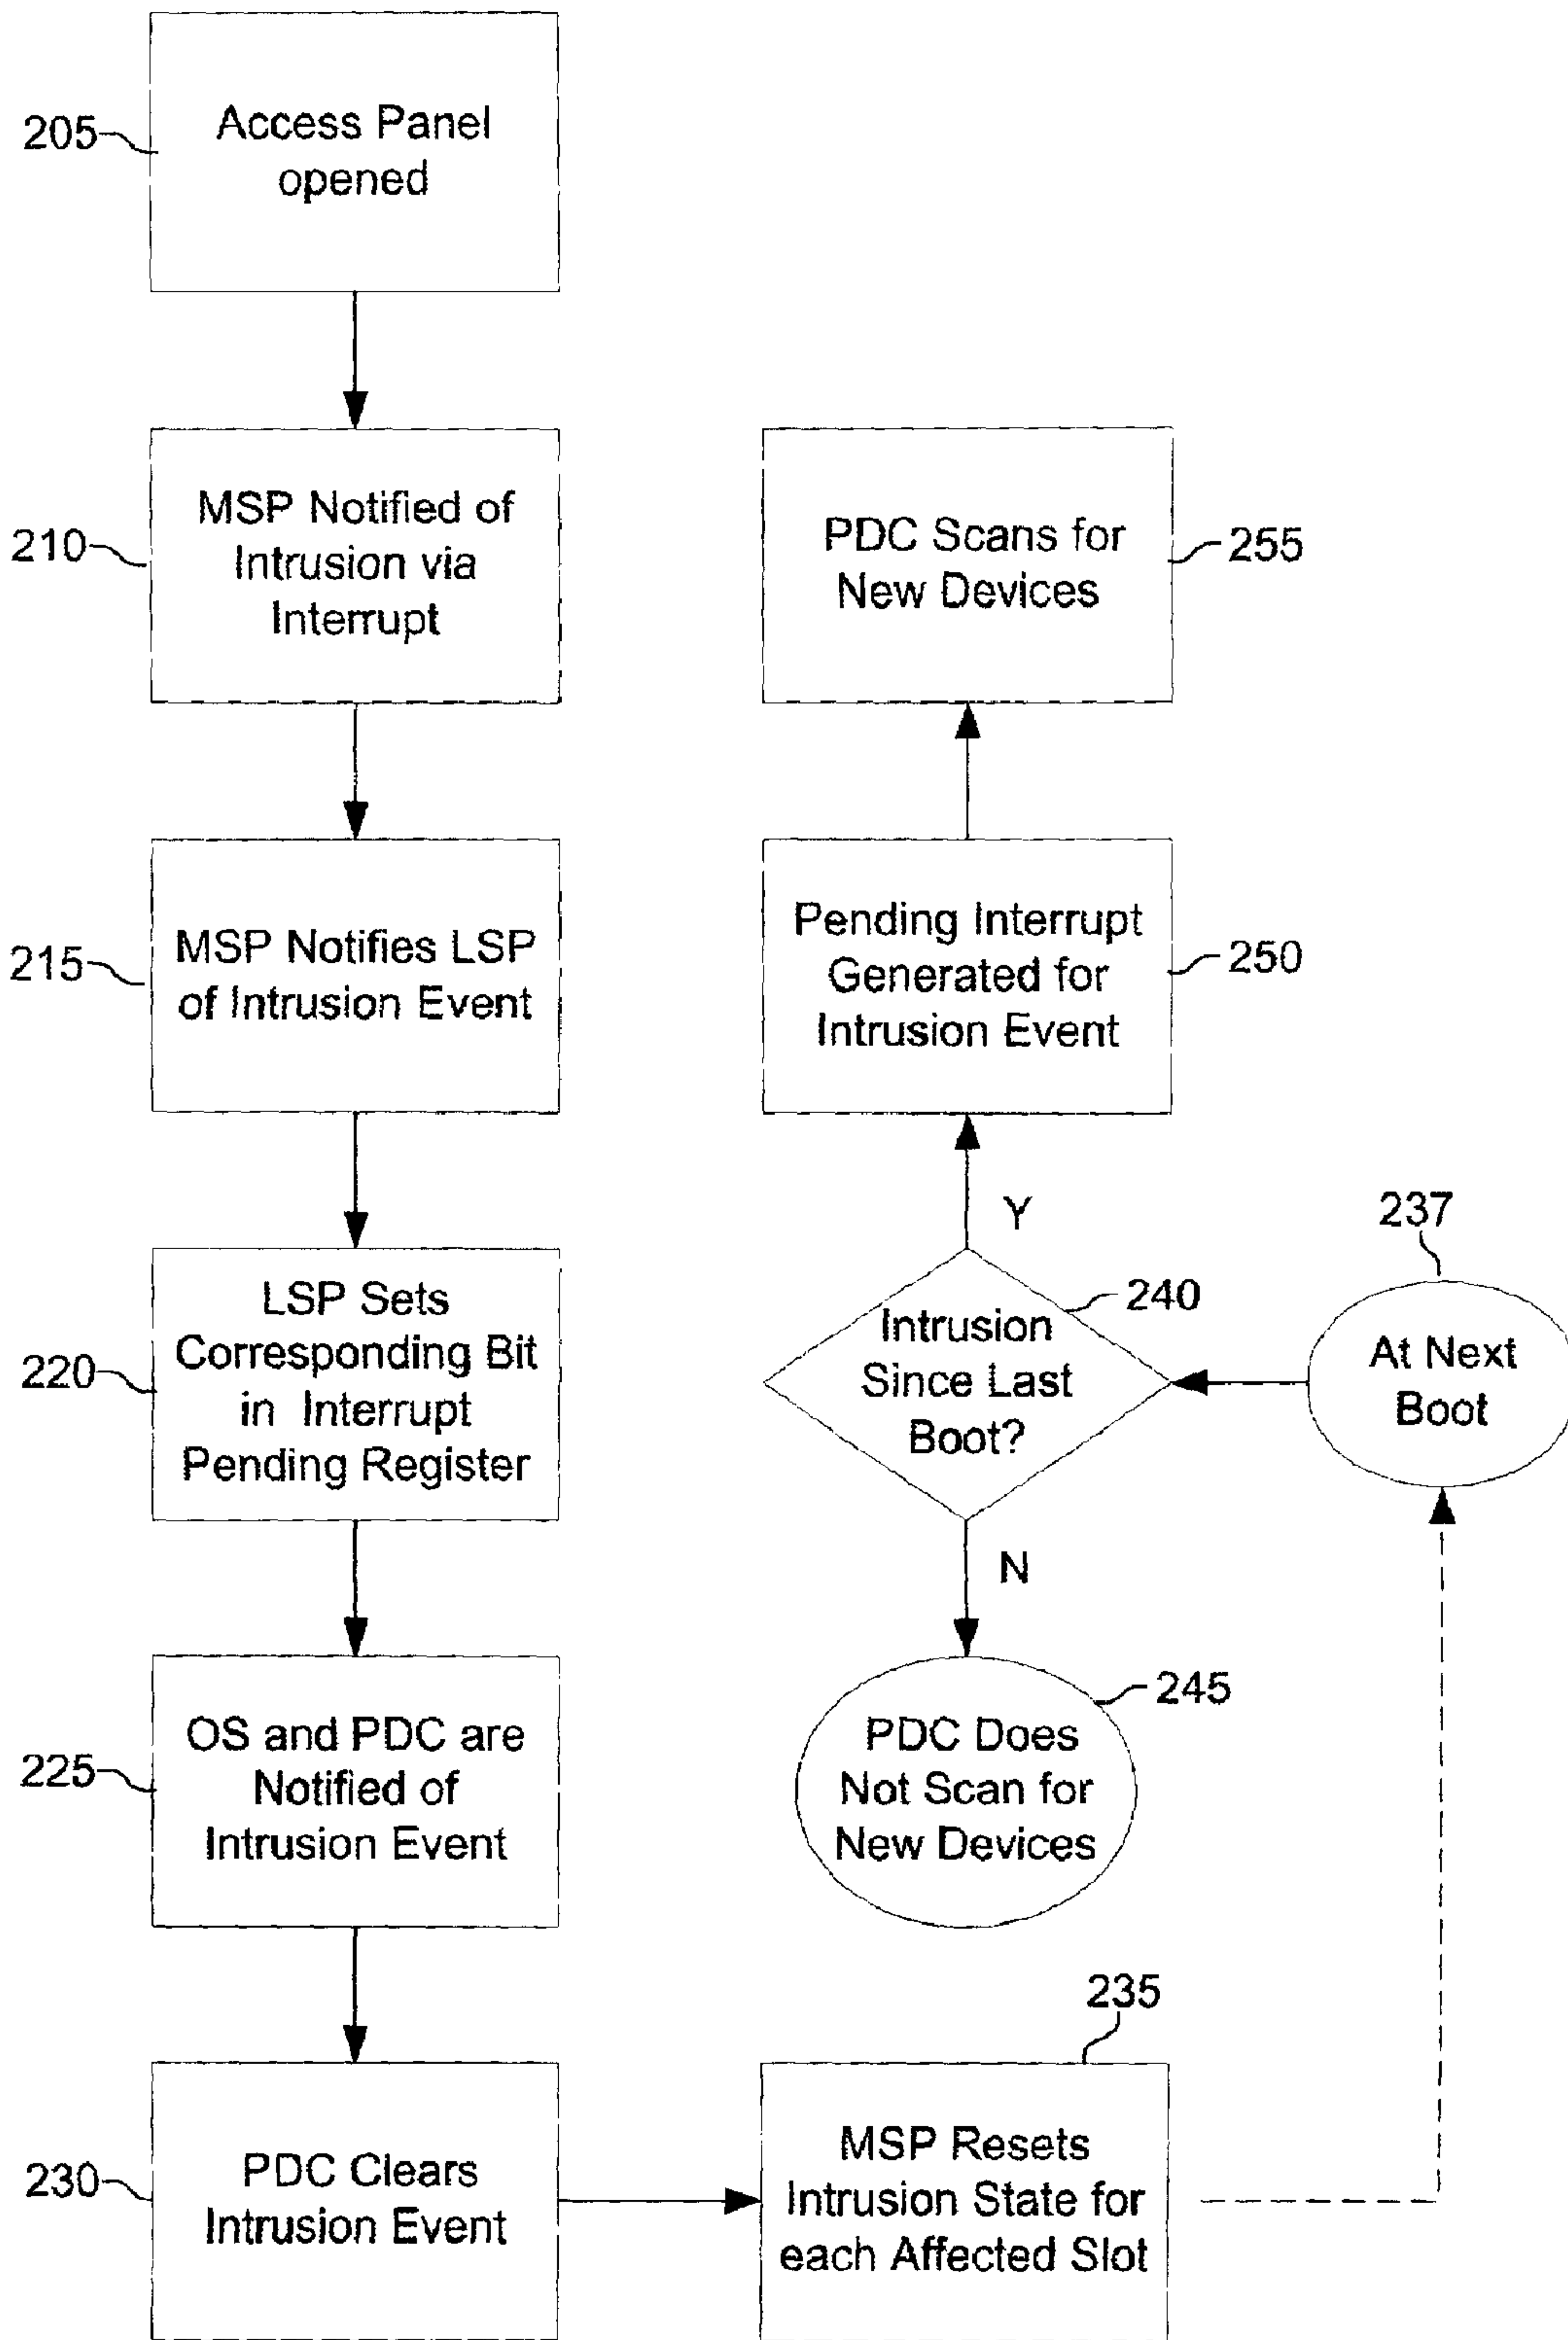 205
Access Panel
opened
210
MSP Notified of
Intrusion via
Interrupt
215
MSP Notifies LSP
of Intrusion Event
220
LSP Sets
Corresponding Bit
in Interrupt
Pending Register
225
OS and PDC are
Notified of
Intrusion Event
230
PDC Clears
Intrusion Event
235
MSP Resets
Intrusion State for
each Affected Slot
237
At Next
Boot
240
Intrusion
Since Last
Boot?
Y
N
245
PDC Does
Not Scan for
New Devices
250
Pending Interrupt
Generated for
Intrusion Event
255
PDC Scans for
New Devices